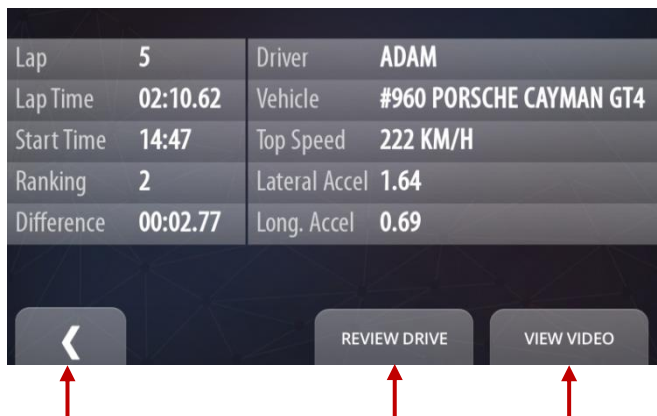 Lap 5 Driver ADAM
Lap Time 02:10.62 Vehicle #960 PORSCHE CAYMAN GT4
Start Time 14:47 Top Speed 222 KM/H
Ranking 2 Lateral Accel 1.64
Difference 00:02.77 Long. Accel 0.69
REVIEW DRIVE VIEW VIDEO